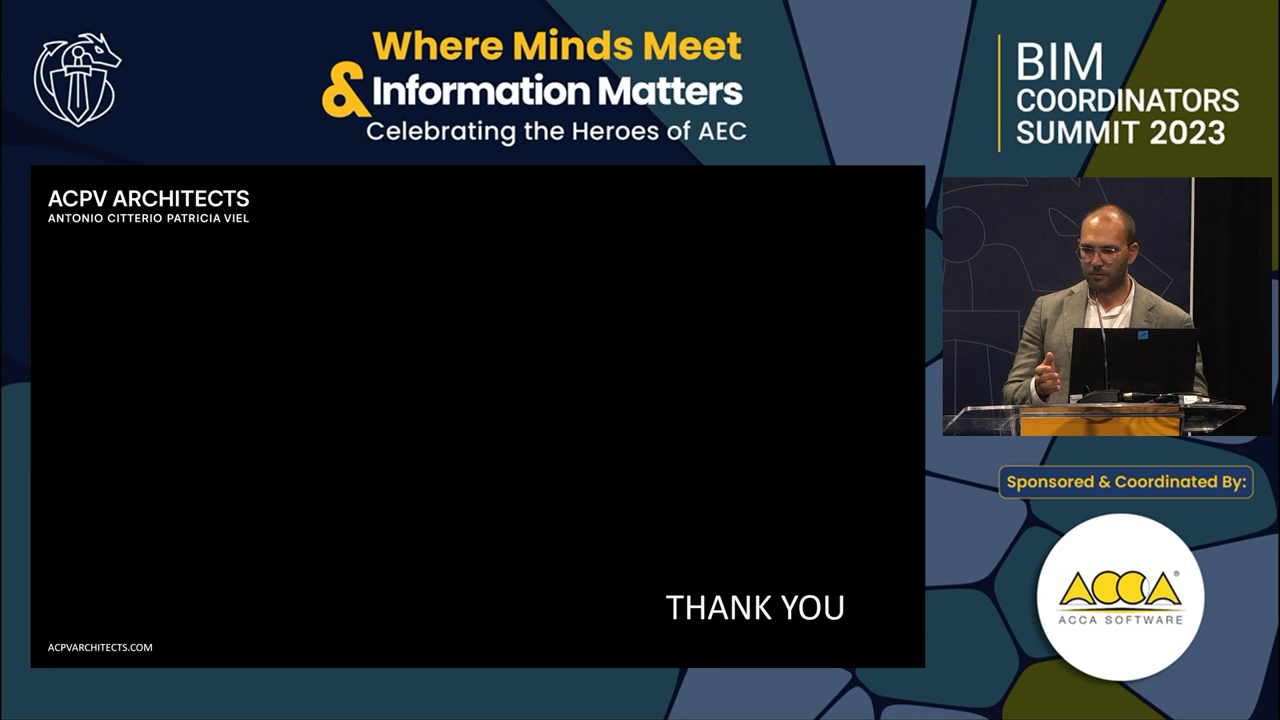 Where Minds Meet
& Information Matters
Celebrating the Heroes of AEC
BIM
COORDINATORS
SUMMIT 2023
ACPV ARCHITECTS
ANTONIO CITTERIO PATRICIA VIEL
THANK YOU
ACPVARCHITECTS.COM
Sponsored & Coordinated By:
ACCA®
ACCA SOFTWARE